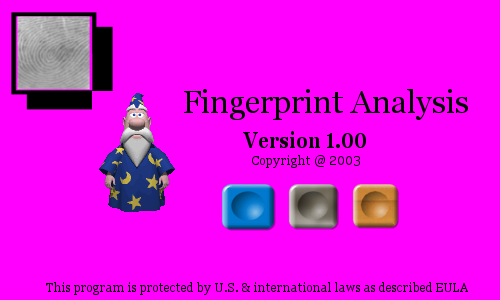 Fingerprint Analysis
Version 1.00
Copyright @ 2003
This program is protected by U.S. & international laws as described EULA